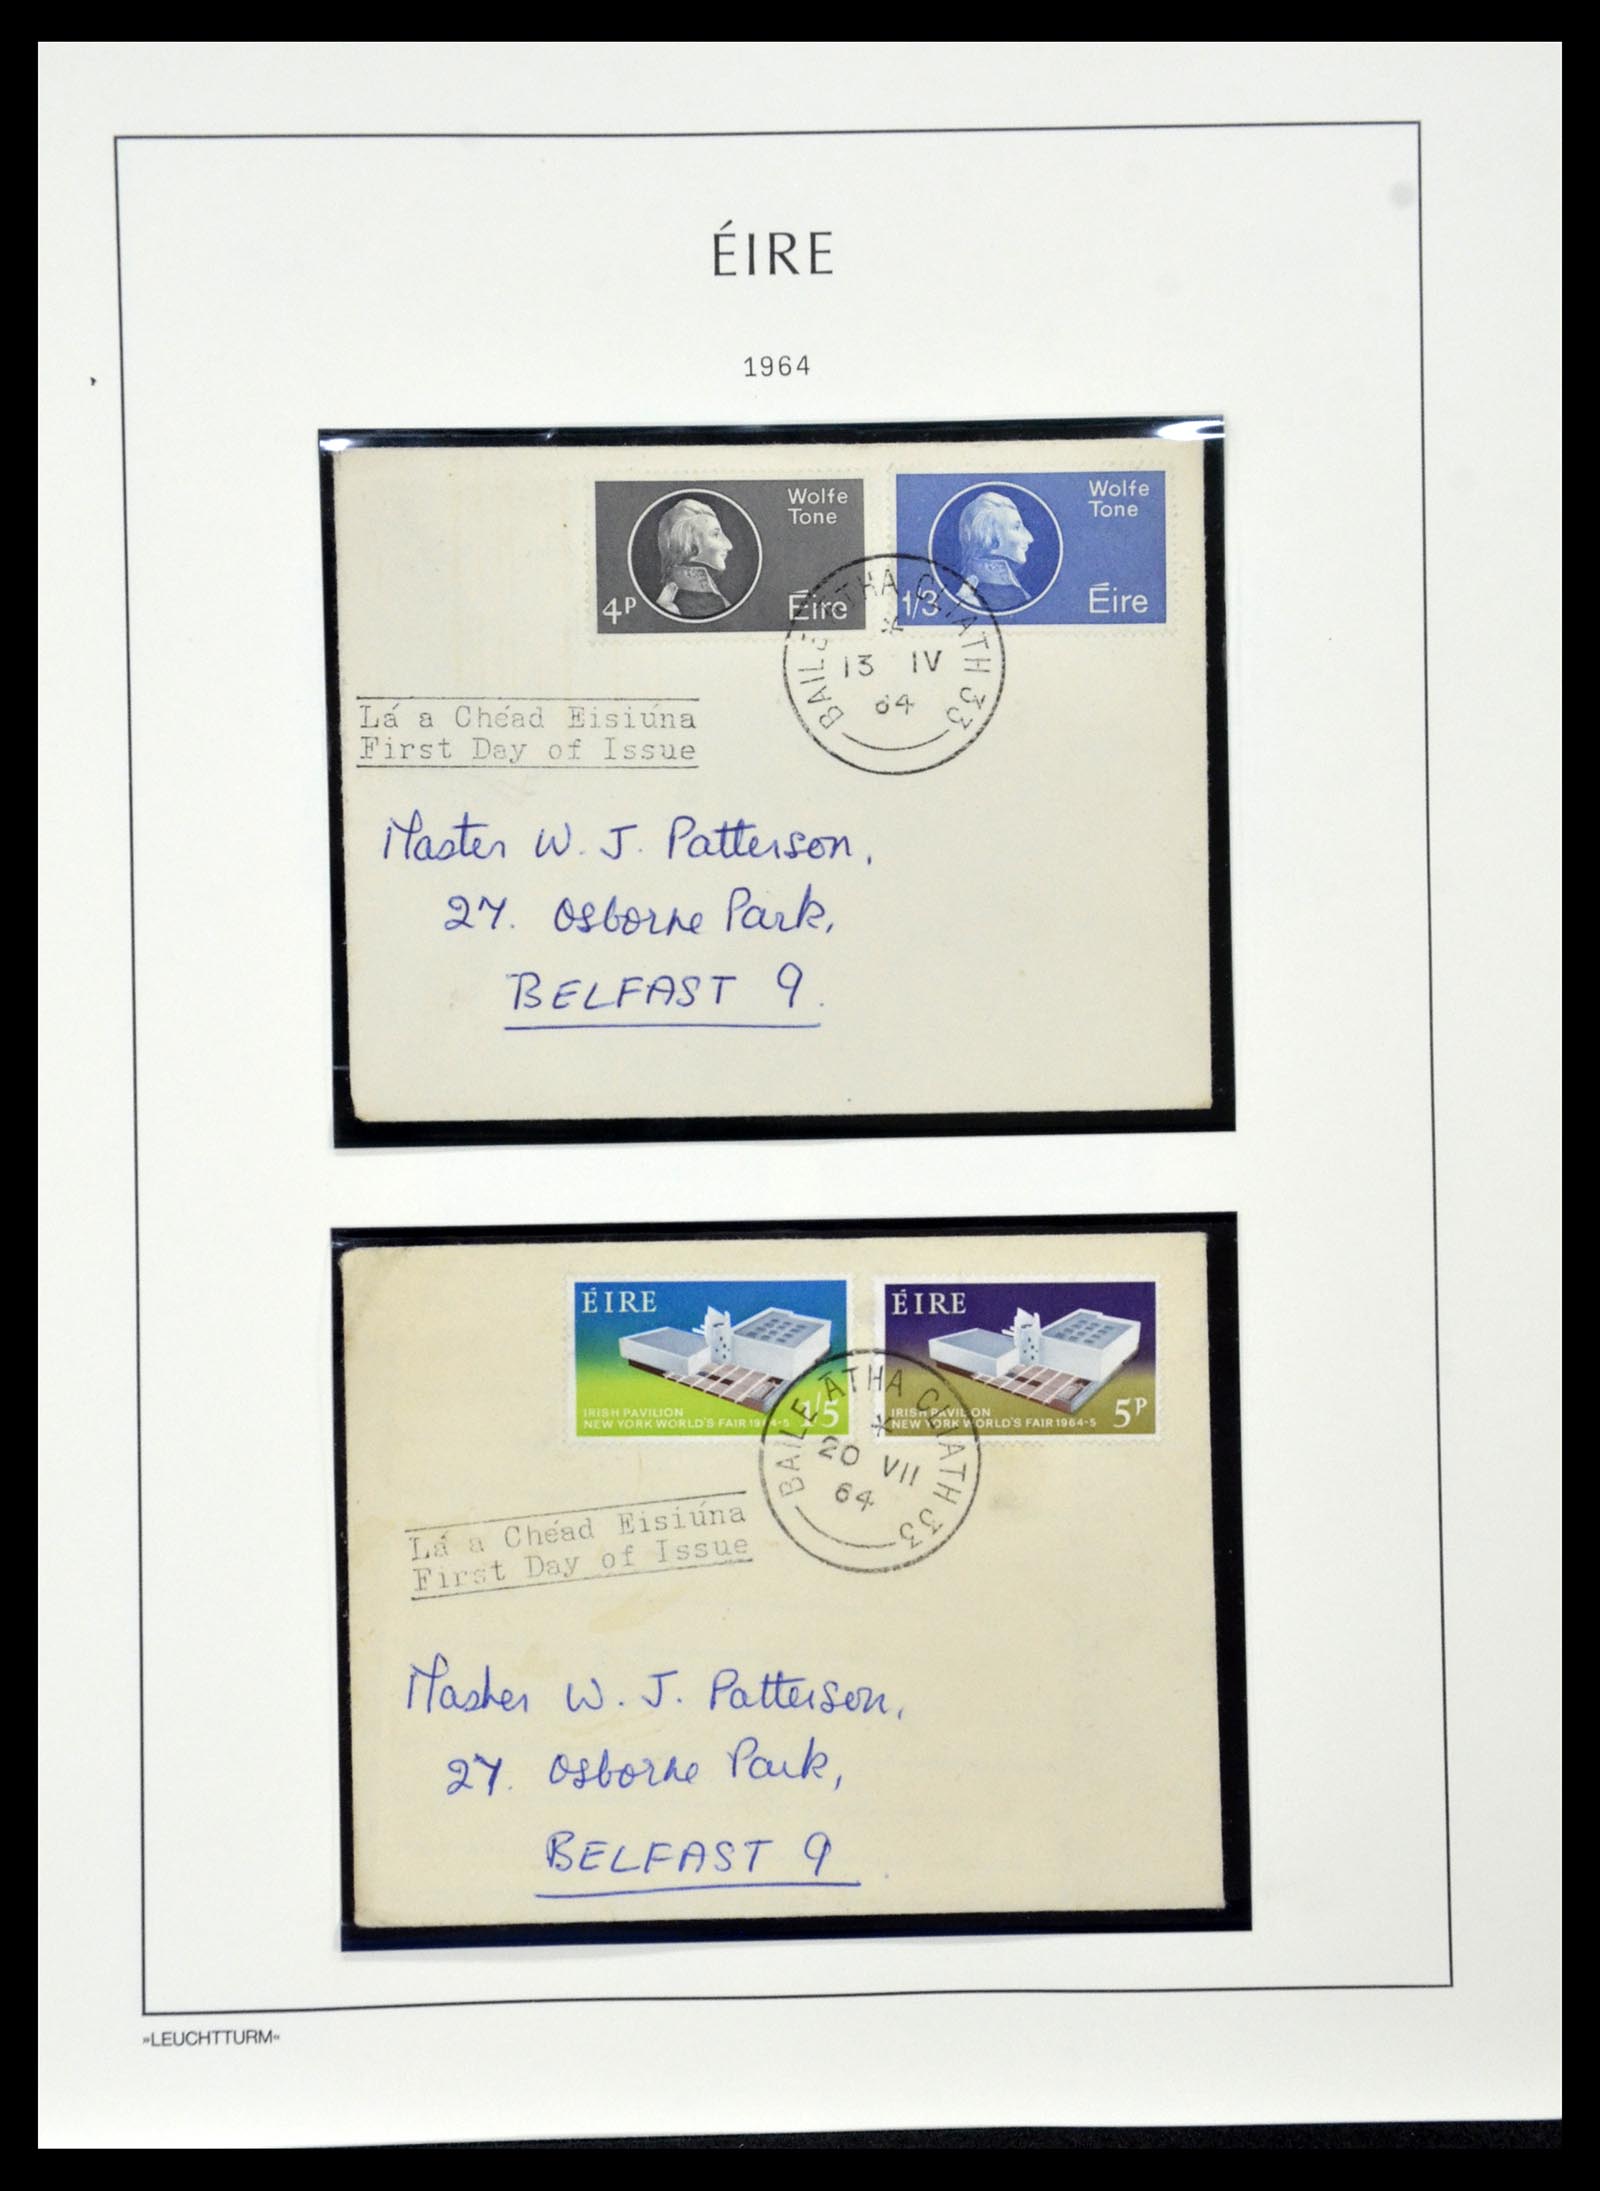 ÉIRE
1964
Wolfe
Tone
4P
Éire
Wolfe
Tone
1/3
Éire
BAILE ÁTHA CLIATH 33
13 IV
64
Lá a Chéad Eisiúna
First Day of Issue
Master W. J. Patterson,
27. Osborne Park,
BELFAST 9.
ÉIRE
IRISH PAVILION
NEW YORK WORLD'S FAIR 1964-5
1/5
ÉIRE
IRISH PAVILION
NEW YORK WORLD'S FAIR 1964-5
5P
BAILE ÁTHA CLIATH 33
20 VII
64
Lá a Chéad Eisiúna
First Day of Issue
Master W. J. Patterson,
27. Osborne Park,
BELFAST 9.
»LEUCHTTURM«